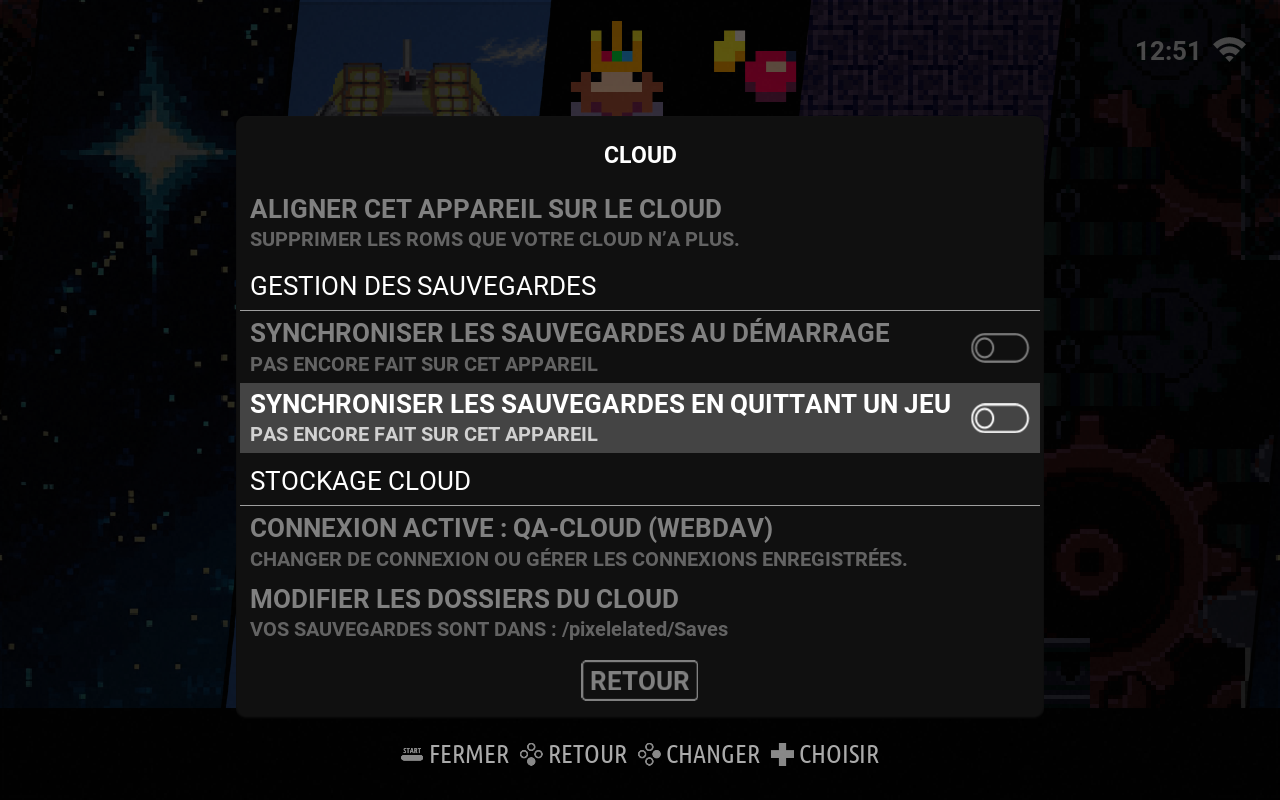 12:51
CLOUD
ALIGNER CET APPAREIL SUR LE CLOUD
SUPPRIMER LES ROMS QUE VOTRE CLOUD N’A PLUS.
GESTION DES SAUVEGARDES
SYNCHRONISER LES SAUVEGARDES AU DÉMARRAGE
PAS ENCORE FAIT SUR CET APPAREIL
SYNCHRONISER LES SAUVEGARDES EN QUITTANT UN JEU
PAS ENCORE FAIT SUR CET APPAREIL
STOCKAGE CLOUD
CONNEXION ACTIVE : QA-CLOUD (WEBDAV)
CHANGER DE CONNEXION OU GÉRER LES CONNEXIONS ENREGISTRÉES.
MODIFIER LES DOSSIERS DU CLOUD
VOS SAUVEGARDES SONT DANS : /pixelelated/Saves
RETOUR
START FERMER RETOUR CHANGER CHOISIR